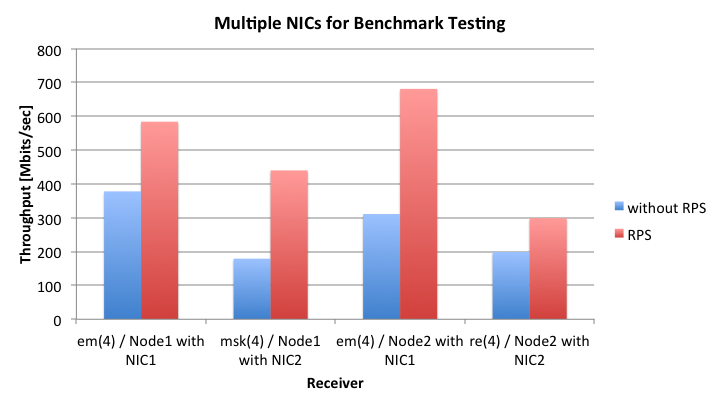 Multiple NICs for Benchmark Testing
Throughput [Mbits/sec]
800
700
600
500
400
300
200
100
0
without RPS
RPS
em(4) / Node1 with
NIC1
msk(4) / Node1
with NIC2
em(4) / Node2 with
NIC1
re(4) / Node2 with
NIC2
Receiver